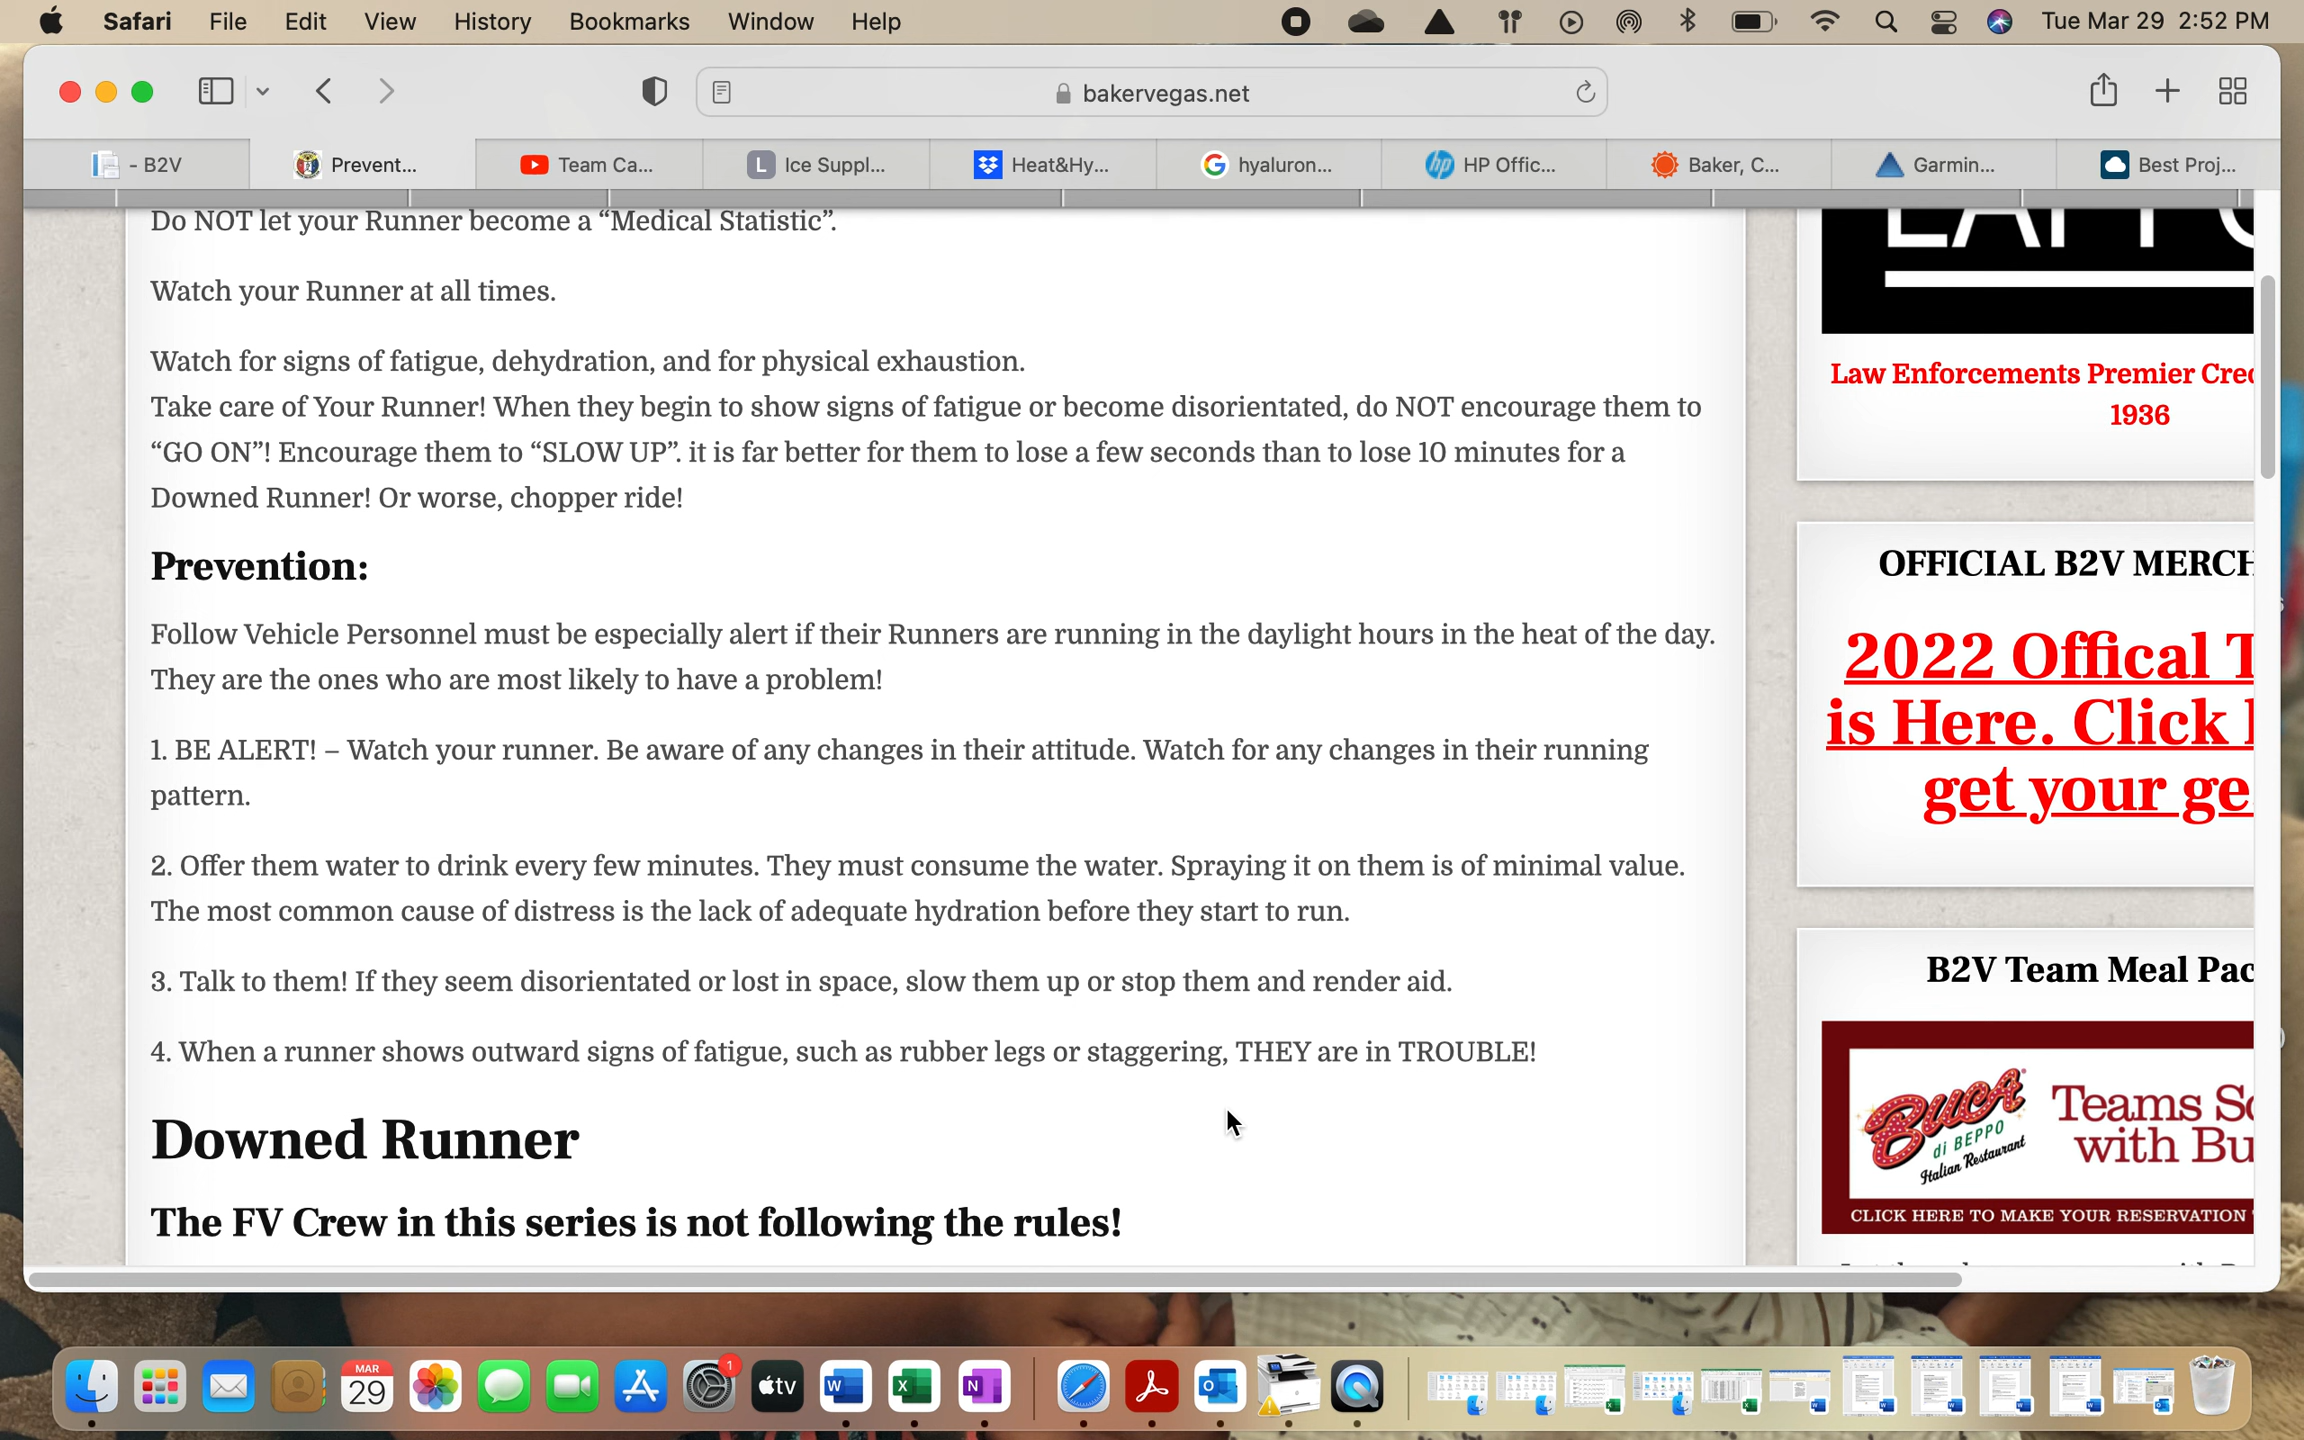 Safari File Edit View History Bookmarks Window Help Tue Mar 29 2:52 PM
bakervegas.net
- B2V Prevent... Team Ca... L Ice Suppl... Heat&Hy... hyaluron... HP Offic... Baker, C... Garmin... Best Proj...
Do NOT let your Runner become a “Medical Statistic”.
Watch your Runner at all times.
Watch for signs of fatigue, dehydration, and for physical exhaustion.
Take care of Your Runner! When they begin to show signs of fatigue or become disorientated, do NOT encourage them to
“GO ON”! Encourage them to “SLOW UP”. it is far better for them to lose a few seconds than to lose 10 minutes for a
Downed Runner! Or worse, chopper ride!
Prevention:
Follow Vehicle Personnel must be especially alert if their Runners are running in the daylight hours in the heat of the day.
They are the ones who are most likely to have a problem!
1. BE ALERT! – Watch your runner. Be aware of any changes in their attitude. Watch for any changes in their running
pattern.
2. Offer them water to drink every few minutes. They must consume the water. Spraying it on them is of minimal value.
The most common cause of distress is the lack of adequate hydration before they start to run.
3. Talk to them! If they seem disorientated or lost in space, slow them up or stop them and render aid.
4. When a runner shows outward signs of fatigue, such as rubber legs or staggering, THEY are in TROUBLE!
Downed Runner
The FV Crew in this series is not following the rules!
Law Enforcements Premier Cre
1936
OFFICIAL B2V MERCH
2022 Offical T
is Here. Click
get your ge
B2V Team Meal Pac
BUCA
di BEPPO
Italian Restaurant
Teams S
with Bu
CLICK HERE TO MAKE YOUR RESERVATION
MAR
29
1
tv
W
X
N
O